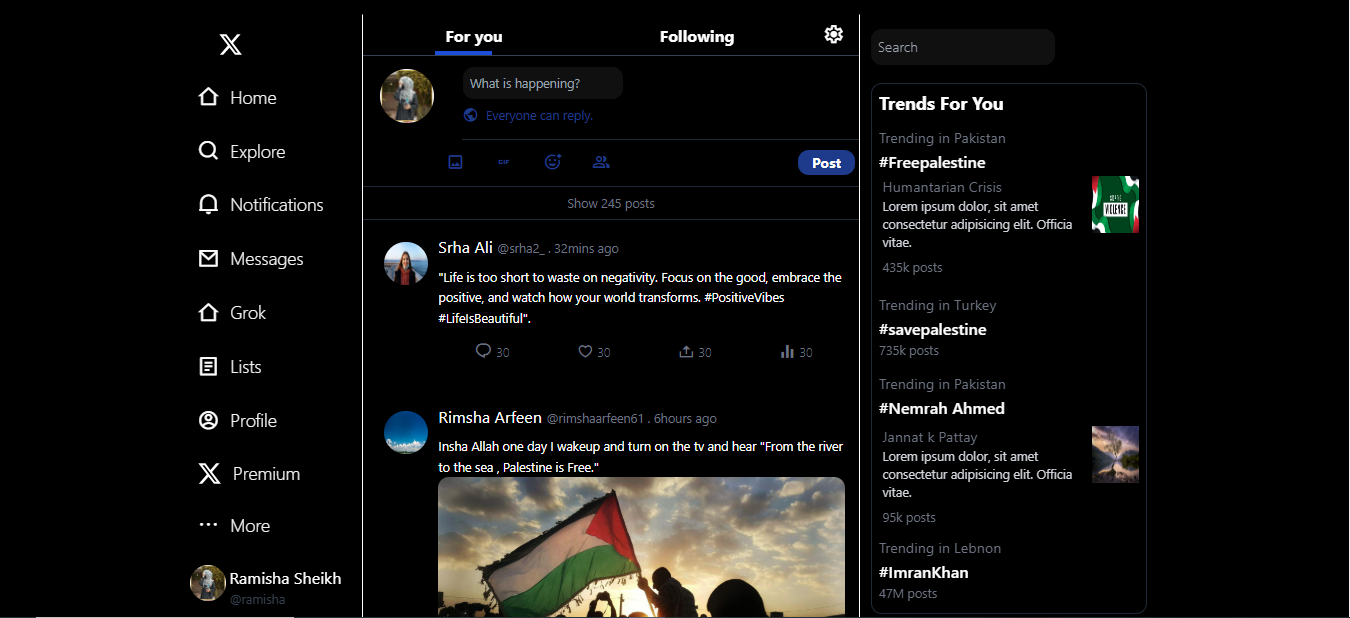 Home
Explore
Notifications
Messages
Grok
Lists
Profile
Premium
More
Ramisha Sheikh
@ramisha
For you
Following
What is happening?
Everyone can reply.
GIF
Post
Show 245 posts
Srha Ali @srha2_ . 32mins ago
"Life is too short to waste on negativity. Focus on the good, embrace the
positive, and watch how your world transforms. #PositiveVibes
#LifeIsBeautiful".
30 30 30 30
Rimsha Arfeen @rimshaarfeen61 . 6hours ago
Insha Allah one day I wakeup and turn on the tv and hear "From the river
to the sea , Palestine is Free."
Search
Trends For You
Trending in Pakistan
#Freepalestine
Humantarian Crisis
Lorem ipsum dolor, sit amet
consectetur adipisicing elit. Officia
vitae.
435k posts
VIOLENCE
Trending in Turkey
#savepalestine
735k posts
Trending in Pakistan
#Nemrah Ahmed
Jannat k Pattay
Lorem ipsum dolor, sit amet
consectetur adipisicing elit. Officia
vitae.
95k posts
Trending in Lebnon
#ImranKhan
47M posts